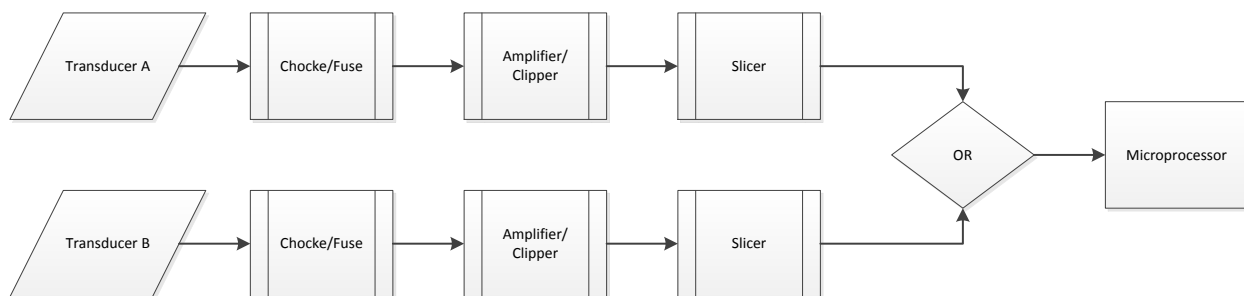 Transducer A
Chocke/Fuse
Amplifier/
Clipper
Slicer
OR
Microprocessor
Transducer B
Chocke/Fuse
Amplifier/
Clipper
Slicer